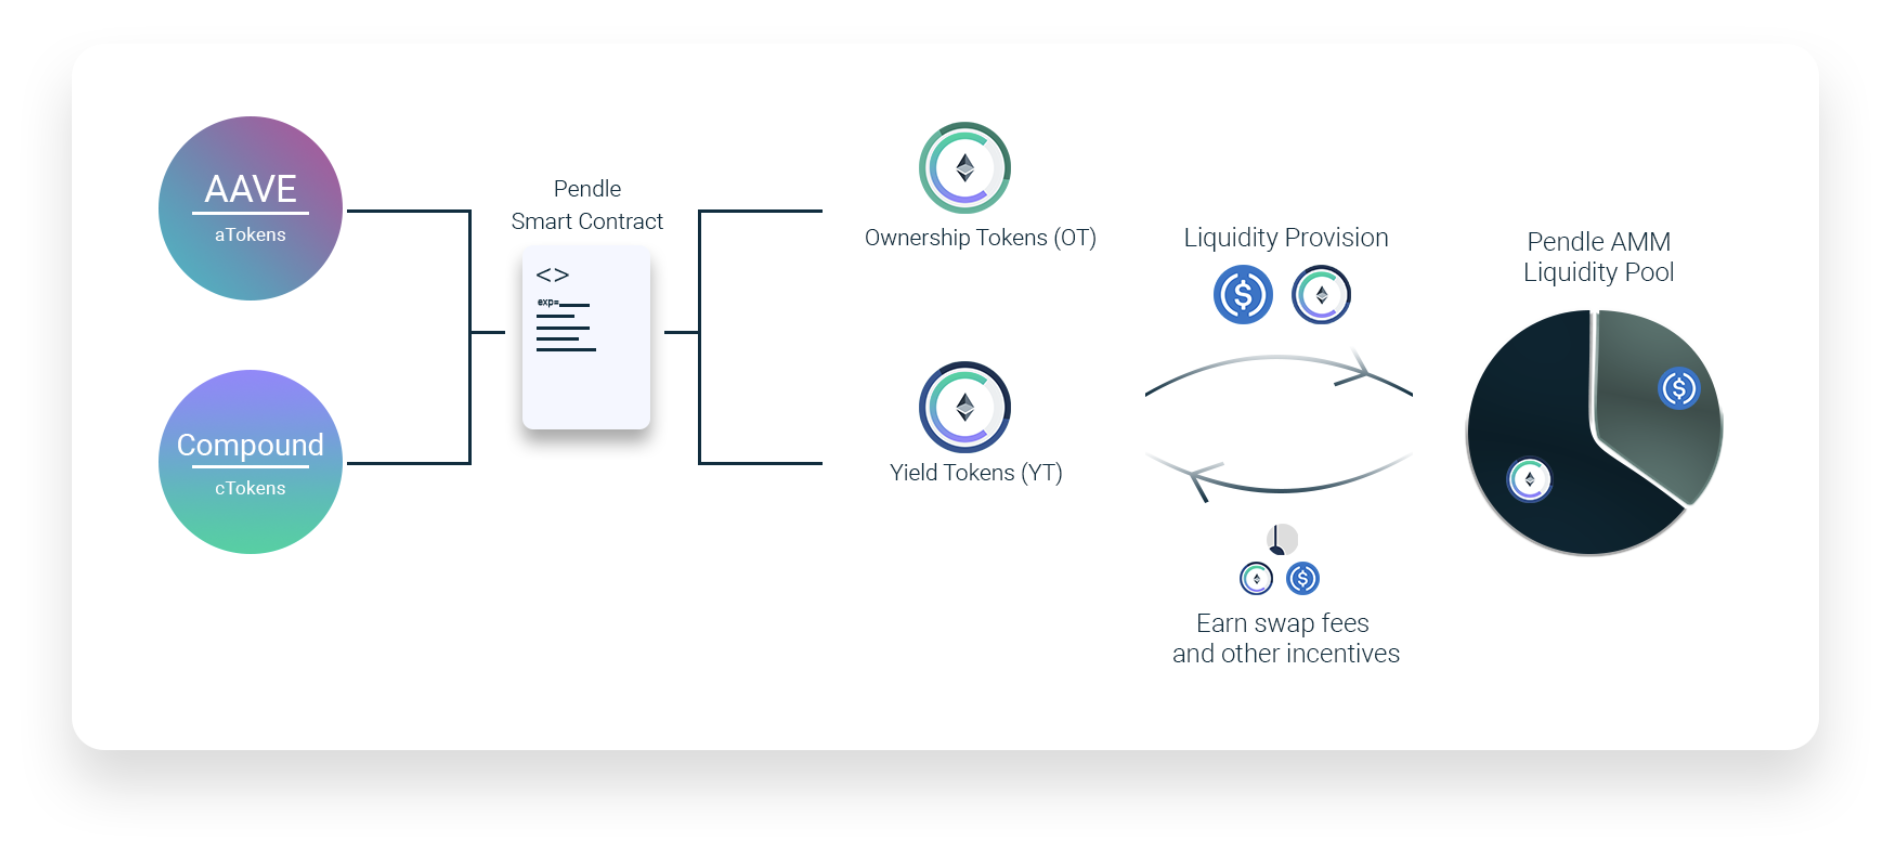 AAVE
aTokens
Compound
cTokens
Pendle
Smart Contract
<>
exp=
Ownership Tokens (OT)
Yield Tokens (YT)
Liquidity Provision
Earn swap fees
and other incentives
Pendle AMM
Liquidity Pool